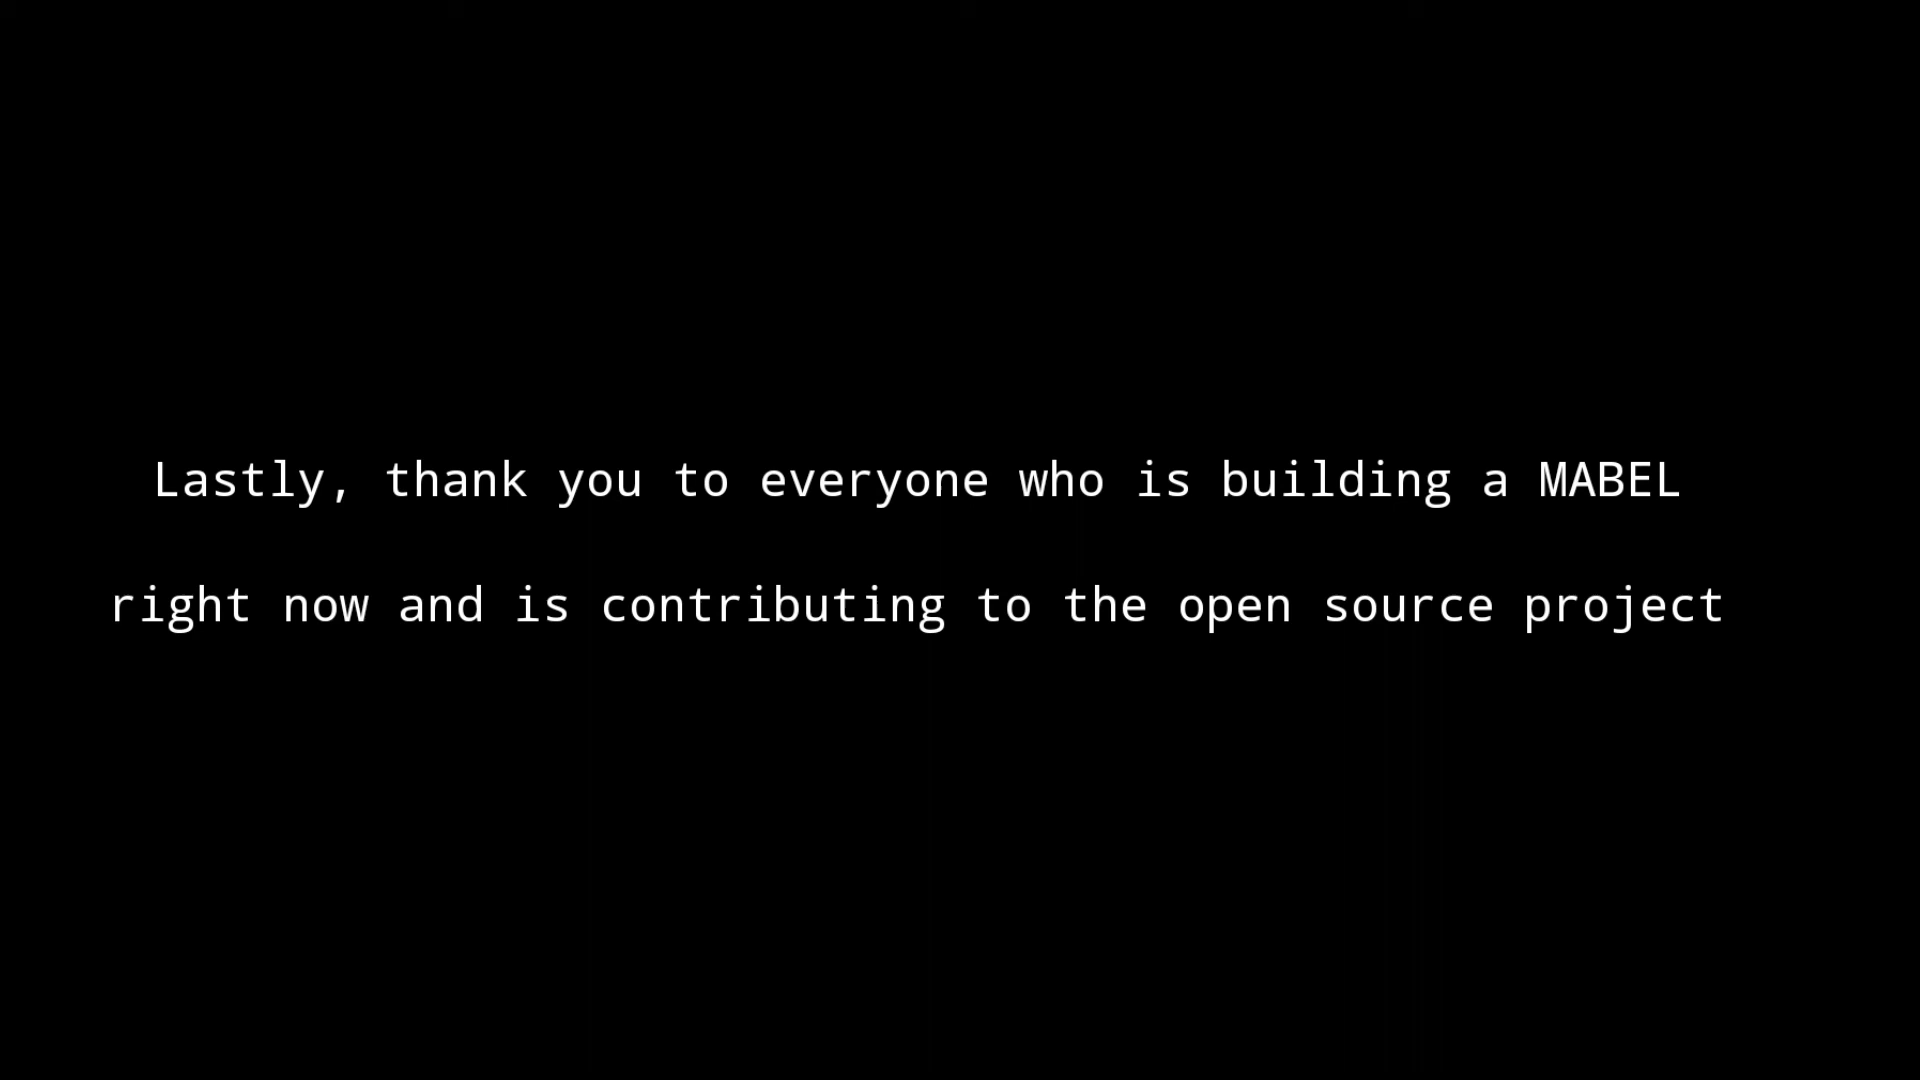 Lastly, thank you to everyone who is building a MABEL
right now and is contributing to the open source project